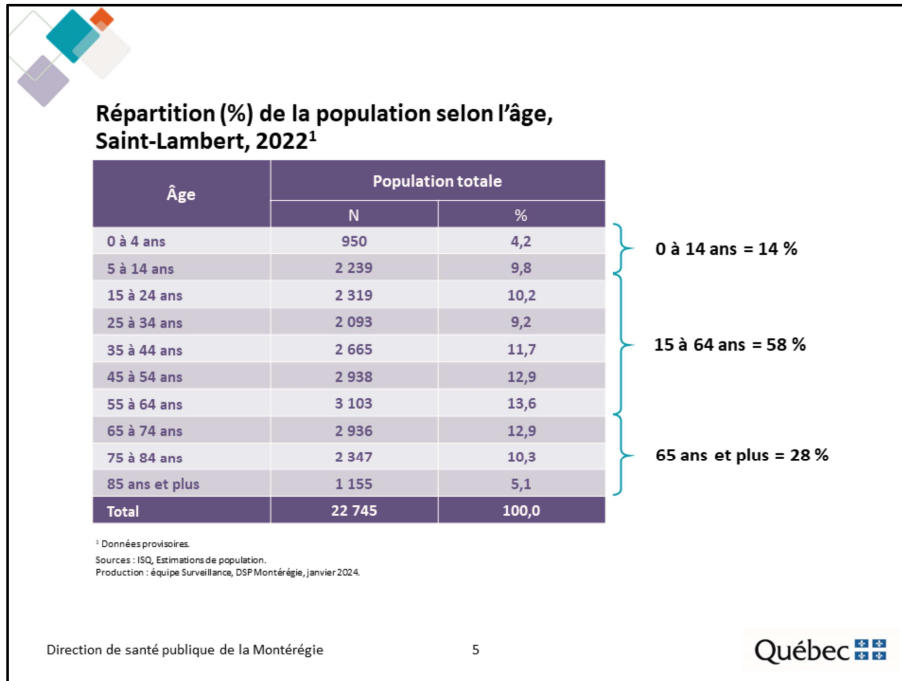 Répartition (%) de la population selon l'âge,
Saint-Lambert, 2022¹
Âge
Population totale
N %
0 à 4 ans 950 4,2
5 à 14 ans 2 239 9,8
15 à 24 ans 2 319 10,2
25 à 34 ans 2 093 9,2
35 à 44 ans 2 665 11,7
45 à 54 ans 2 938 12,9
55 à 64 ans 3 103 13,6
65 à 74 ans 2 936 12,9
75 à 84 ans 2 347 10,3
85 ans et plus 1 155 5,1
Total 22 745 100,0
0 à 14 ans = 14 %
15 à 64 ans = 58 %
65 ans et plus = 28 %
¹ Données provisoires.
Sources : ISQ, Estimations de population.
Production : équipe Surveillance, DSP Montérégie, janvier 2024.
Direction de santé publique de la Montérégie 5 Québec